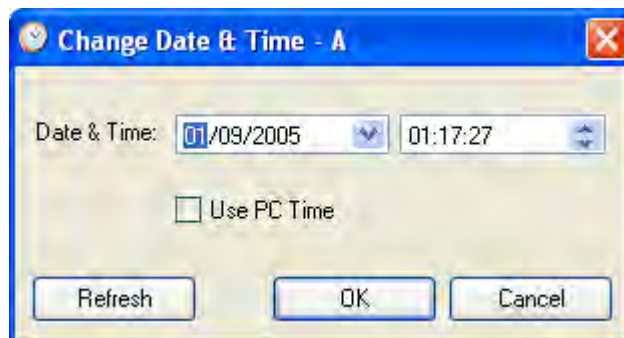 Change Date & Time - A
Date & Time: 01/09/2005 01:17:27
Use PC Time
Refresh OK Cancel